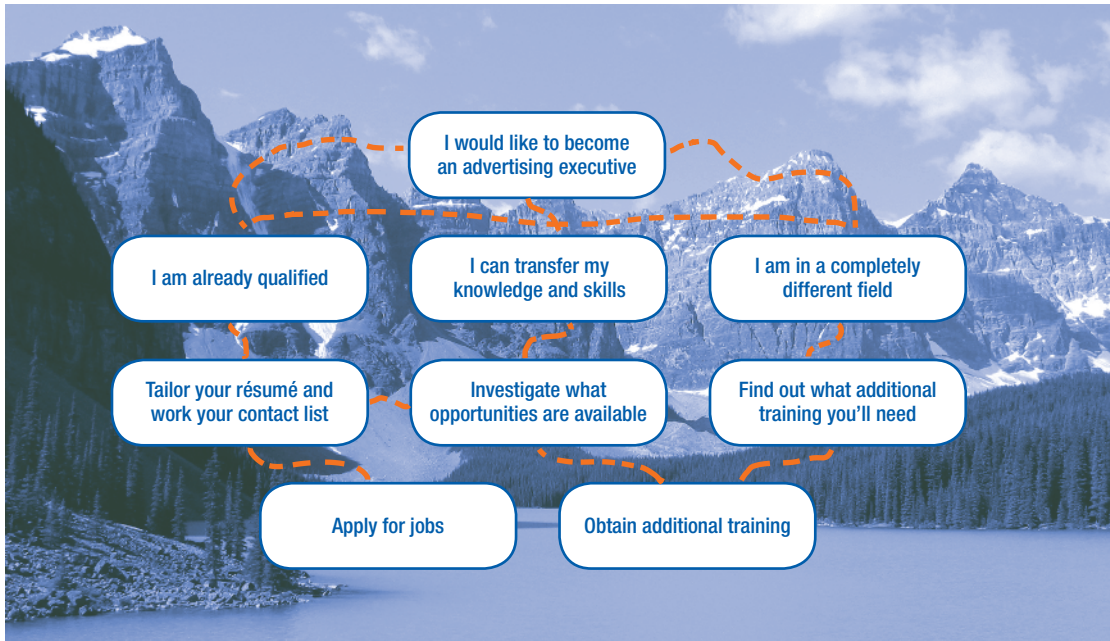 I would like to become
an advertising executive
I am already qualified
I can transfer my
knowledge and skills
I am in a completely
different field
Tailor your résumé and
work your contact list
Investigate what
opportunities are available
Find out what additional
training you’ll need
Apply for jobs
Obtain additional training